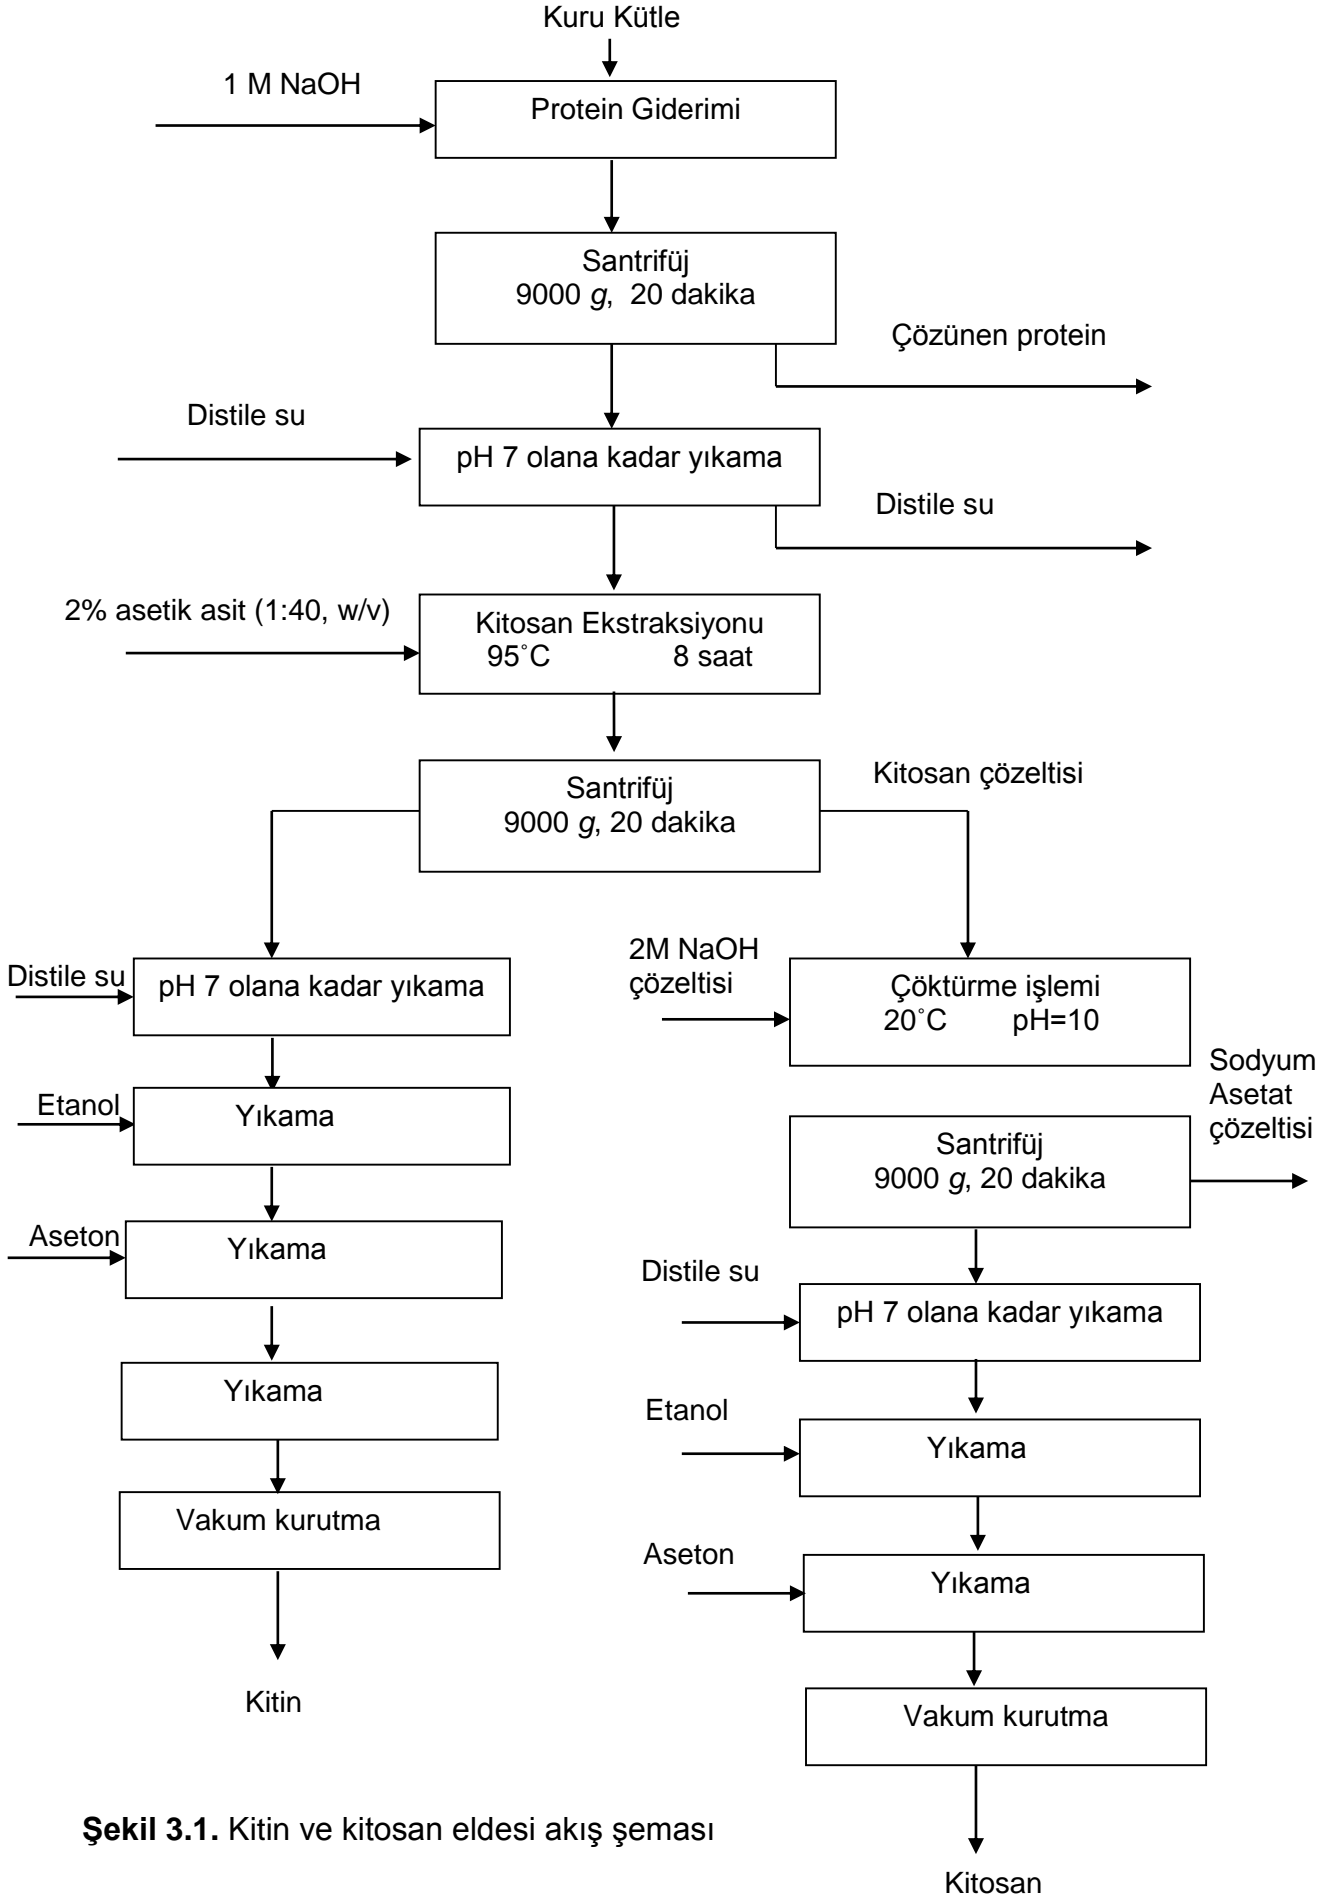 Kuru Kütle
1 M NaOH
Protein Giderimi
Santrifüj
9000 g, 20 dakika
Çözünen protein
Distile su
pH 7 olana kadar yıkama
Distile su
2% asetik asit (1:40, w/v)
Kitosan Ekstraksiyonu
95˚C 8 saat
Santrifüj
9000 g, 20 dakika
Kitosan çözeltisi
Distile su
pH 7 olana kadar yıkama
Etanol
Yıkama
Aseton
Yıkama
Yıkama
Vakum kurutma
Kitin
2M NaOH
çözeltisi
Çöktürme işlemi
20˚C pH=10
Sodyum
Asetat
çözeltisi
Santrifüj
9000 g, 20 dakika
Distile su
pH 7 olana kadar yıkama
Etanol
Yıkama
Aseton
Yıkama
Vakum kurutma
Kitosan
Şekil 3.1. Kitin ve kitosan eldesi akış şeması